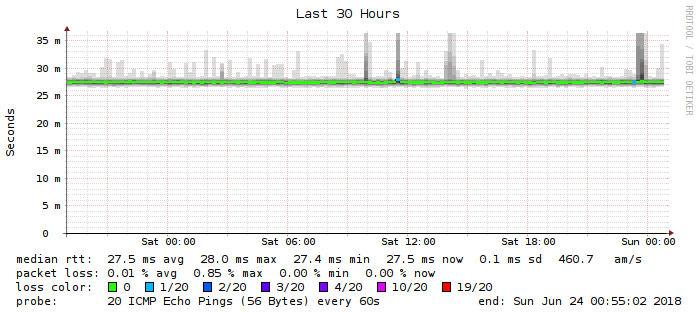 Last 30 Hours
RRDTOOL / TOBI OETIKER
Seconds
35 m
30 m
25 m
20 m
15 m
10 m
5 m
0
Sat 00:00 Sat 06:00 Sat 12:00 Sat 18:00 Sun 00:00
median rtt: 27.5 ms avg 28.0 ms max 27.4 ms min 27.5 ms now 0.1 ms sd 460.7 am/s
packet loss: 0.01 % avg 0.85 % max 0.00 % min 0.00 % now
loss color: 0 1/20 2/20 3/20 4/20 10/20 19/20
probe: 20 ICMP Echo Pings (56 Bytes) every 60s end: Sun Jun 24 00:55:02 2018